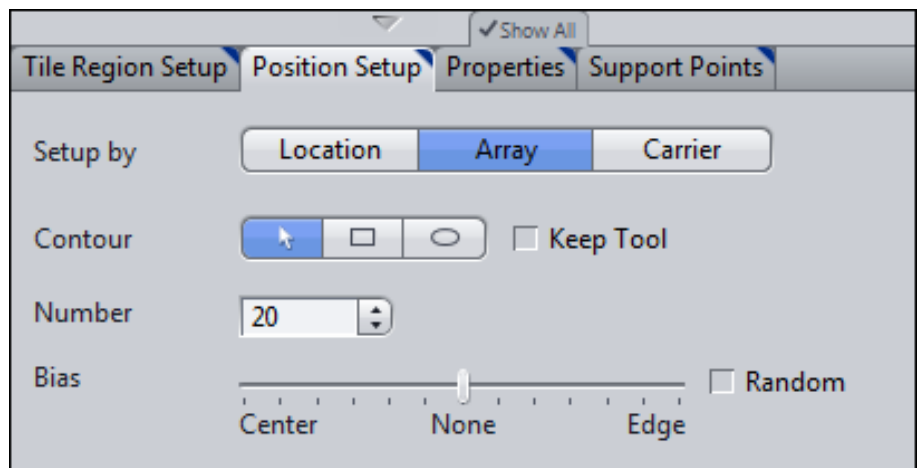 Show All
Tile Region Setup Position Setup Properties Support Points
Setup by Location Array Carrier
Contour Keep Tool
Number 20
Bias Random
Center None Edge